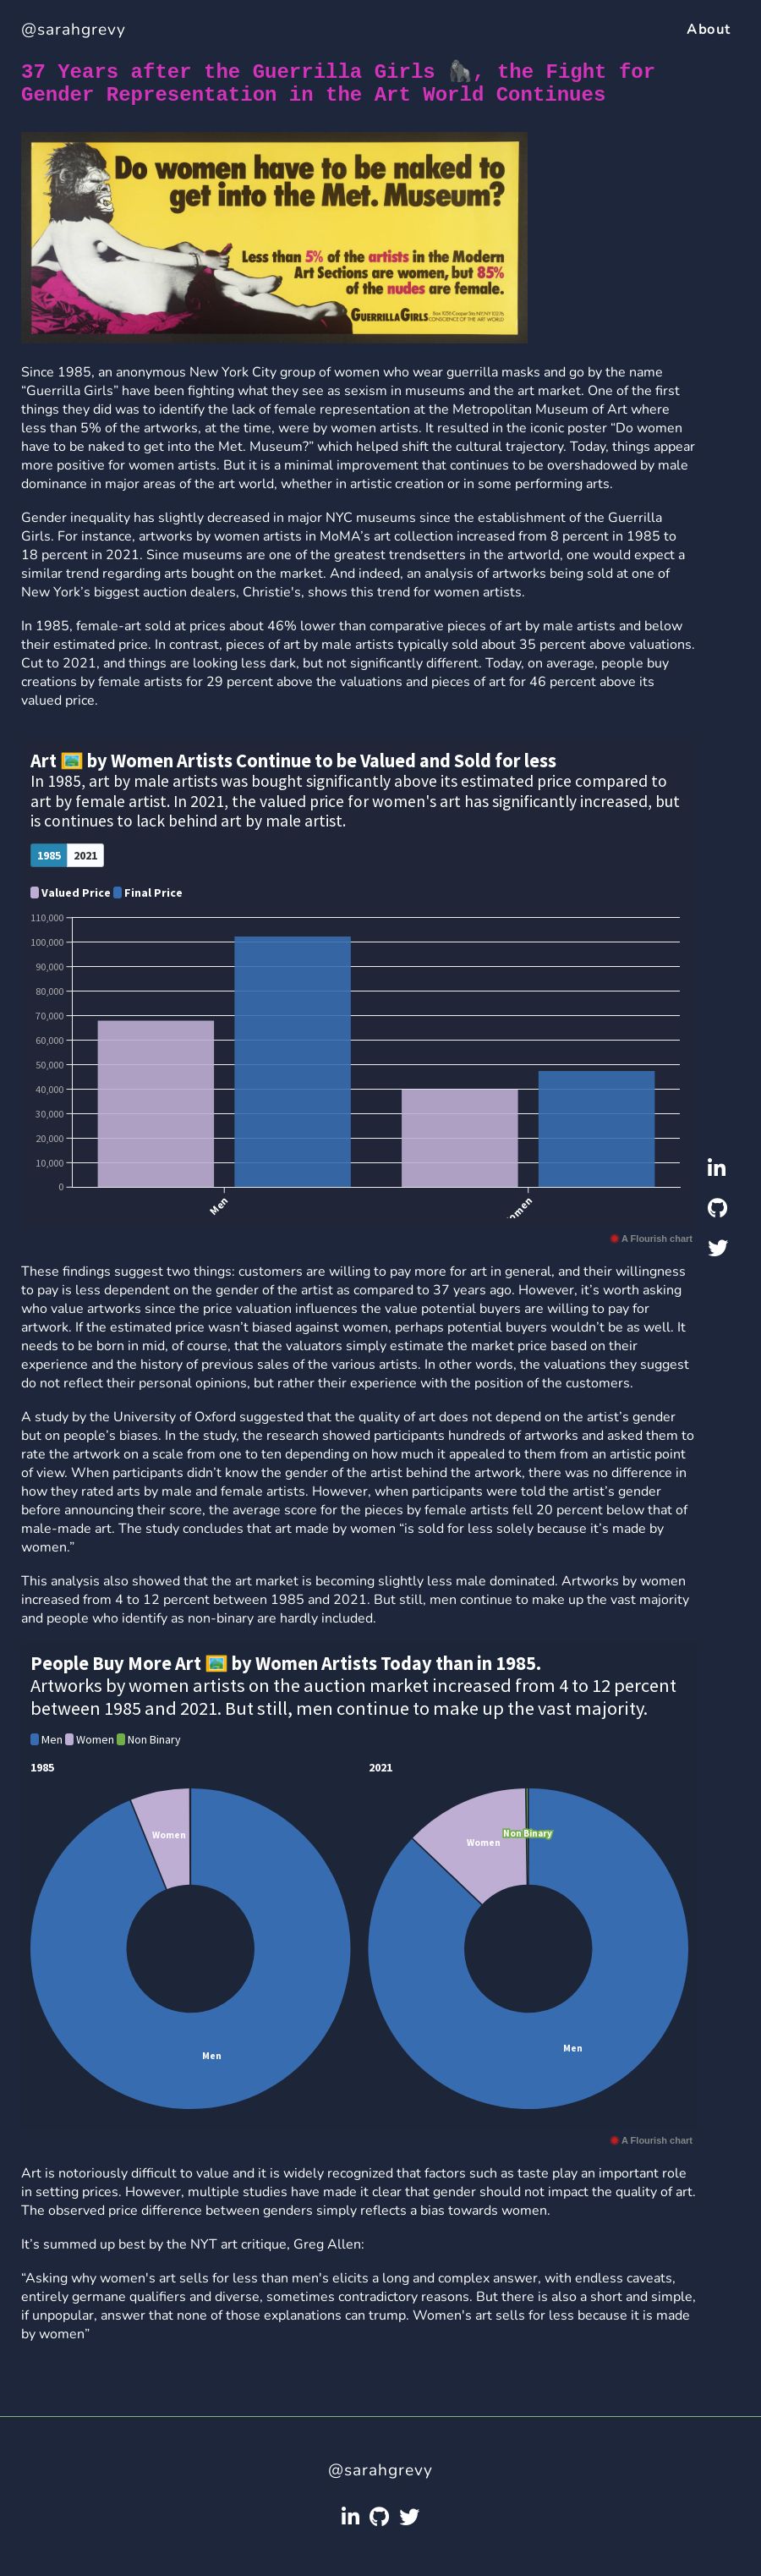 @sarahgrevy
About
37 Years after the Guerrilla Girls 🦍, the Fight for
Gender Representation in the Art World Continues
Do women have to be naked to
get into the Met. Museum?
Less than 5% of the artists in the Modern
Art Sections are women, but 85%
of the nudes are female.
GUERRILLA GIRLS
CONSCIENCE OF THE ART WORLD
Since 1985, an anonymous New York City group of women who wear guerrilla masks and go by the name
“Guerrilla Girls” have been fighting what they see as sexism in museums and the art market. One of the first
things they did was to identify the lack of female representation at the Metropolitan Museum of Art where
less than 5% of the artworks, at the time, were by women artists. It resulted in the iconic poster “Do women
have to be naked to get into the Met. Museum?” which helped shift the cultural trajectory. Today, things appear
more positive for women artists. But it is a minimal improvement that continues to be overshadowed by male
dominance in major areas of the art world, whether in artistic creation or in some performing arts.
Gender inequality has slightly decreased in major NYC museums since the establishment of the Guerrilla
Girls. For instance, artworks by women artists in MoMA’s art collection increased from 8 percent in 1985 to
18 percent in 2021. Since museums are one of the greatest trendsetters in the artworld, one would expect a
similar trend regarding arts bought on the market. And indeed, an analysis of artworks being sold at one of
New York’s biggest auction dealers, Christie's, shows this trend for women artists.
In 1985, female-art sold at prices about 46% lower than comparative pieces of art by male artists and below
their estimated price. In contrast, pieces of art by male artists typically sold about 35 percent above valuations.
Cut to 2021, and things are looking less dark, but not significantly different. Today, on average, people buy
creations by female artists for 29 percent above the valuations and pieces of art for 46 percent above its
valued price.
Art 🖼️ by Women Artists Continue to be Valued and Sold for less
In 1985, art by male artists was bought significantly above its estimated price compared to
art by female artist. In 2021, the valued price for women's art has significantly increased, but
is continues to lack behind art by male artist.
1985 2021
Valued Price Final Price
110,000
100,000
90,000
80,000
70,000
60,000
50,000
40,000
30,000
20,000
10,000
0
Men
omen
A Flourish chart
These findings suggest two things: customers are willing to pay more for art in general, and their willingness
to pay is less dependent on the gender of the artist as compared to 37 years ago. However, it’s worth asking
who value artworks since the price valuation influences the value potential buyers are willing to pay for
artwork. If the estimated price wasn’t biased against women, perhaps potential buyers wouldn’t be as well. It
needs to be born in mid, of course, that the valuators simply estimate the market price based on their
experience and the history of previous sales of the various artists. In other words, the valuations they suggest
do not reflect their personal opinions, but rather their experience with the position of the customers.
A study by the University of Oxford suggested that the quality of art does not depend on the artist’s gender
but on people’s biases. In the study, the research showed participants hundreds of artworks and asked them to
rate the artwork on a scale from one to ten depending on how much it appealed to them from an artistic point
of view. When participants didn’t know the gender of the artist behind the artwork, there was no difference in
how they rated arts by male and female artists. However, when participants were told the artist’s gender
before announcing their score, the average score for the pieces by female artists fell 20 percent below that of
male-made art. The study concludes that art made by women “is sold for less solely because it’s made by
women.”
This analysis also showed that the art market is becoming slightly less male dominated. Artworks by women
increased from 4 to 12 percent between 1985 and 2021. But still, men continue to make up the vast majority
and people who identify as non-binary are hardly included.
People Buy More Art 🖼️ by Women Artists Today than in 1985.
Artworks by women artists on the auction market increased from 4 to 12 percent
between 1985 and 2021. But still, men continue to make up the vast majority.
Men Women Non Binary
1985
2021
Women
Men
Women
Non Binary
Men
A Flourish chart
Art is notoriously difficult to value and it is widely recognized that factors such as taste play an important role
in setting prices. However, multiple studies have made it clear that gender should not impact the quality of art.
The observed price difference between genders simply reflects a bias towards women.
It’s summed up best by the NYT art critique, Greg Allen:
“Asking why women's art sells for less than men's elicits a long and complex answer, with endless caveats,
entirely germane qualifiers and diverse, sometimes contradictory reasons. But there is also a short and simple,
if unpopular, answer that none of those explanations can trump. Women's art sells for less because it is made
by women”
@sarahgrevy